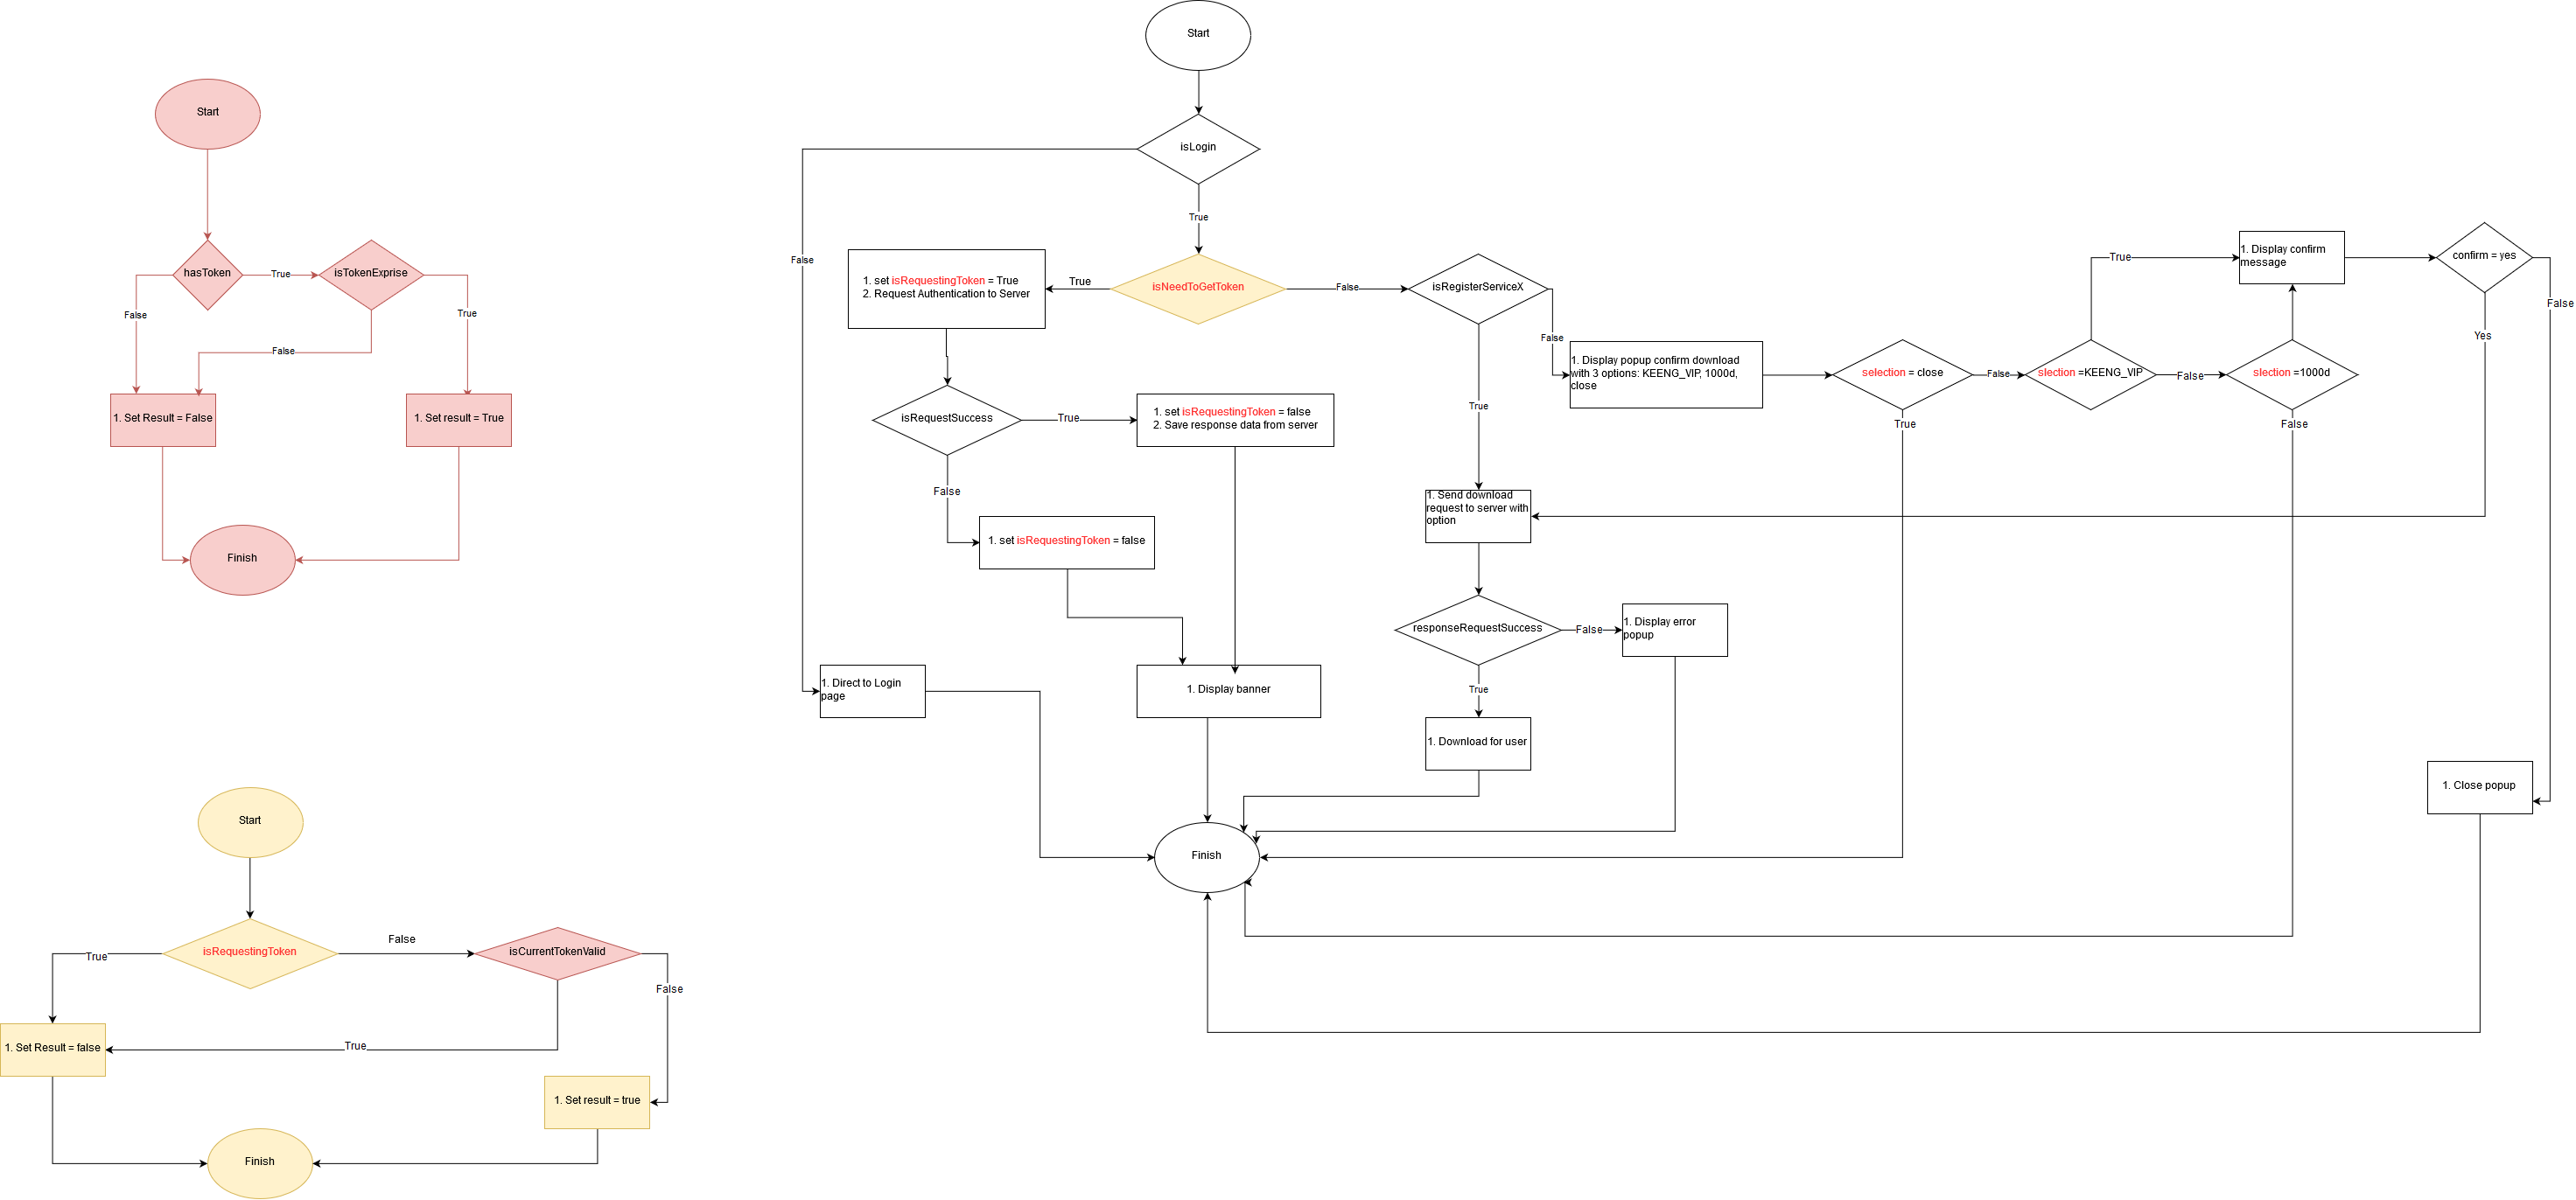 Start
hasToken
True
isTokenExprise
False
False
True
1. Set Result = False
1. Set result = True
Finish
Start
isRequestingToken
False
isCurrentTokenValid
True
False
1. Set Result = false
True
1. Set result = true
Finish
Start
isLogin
True
False
1. set isRequestingToken = True
2. Request Authentication to Server
True
isNeedToGetToken
False
isRegisterServiceX
isRequestSuccess
True
1. set isRequestingToken = false
2. Save response data from server
False
1. set isRequestingToken = false
1. Direct to Login
page
1. Display banner
False
1. Display popup confirm download
with 3 options: KEENG_VIP, 1000d,
close
True
selection = close
False
slection =KEENG_VIP
False
slection =1000d
True
1. Display confirm
message
confirm = yes
False
Yes
True
False
1. Send download
request to server with
option
responseRequestSuccess
False
1. Display error
popup
True
1. Download for user
1. Close popup
Finish